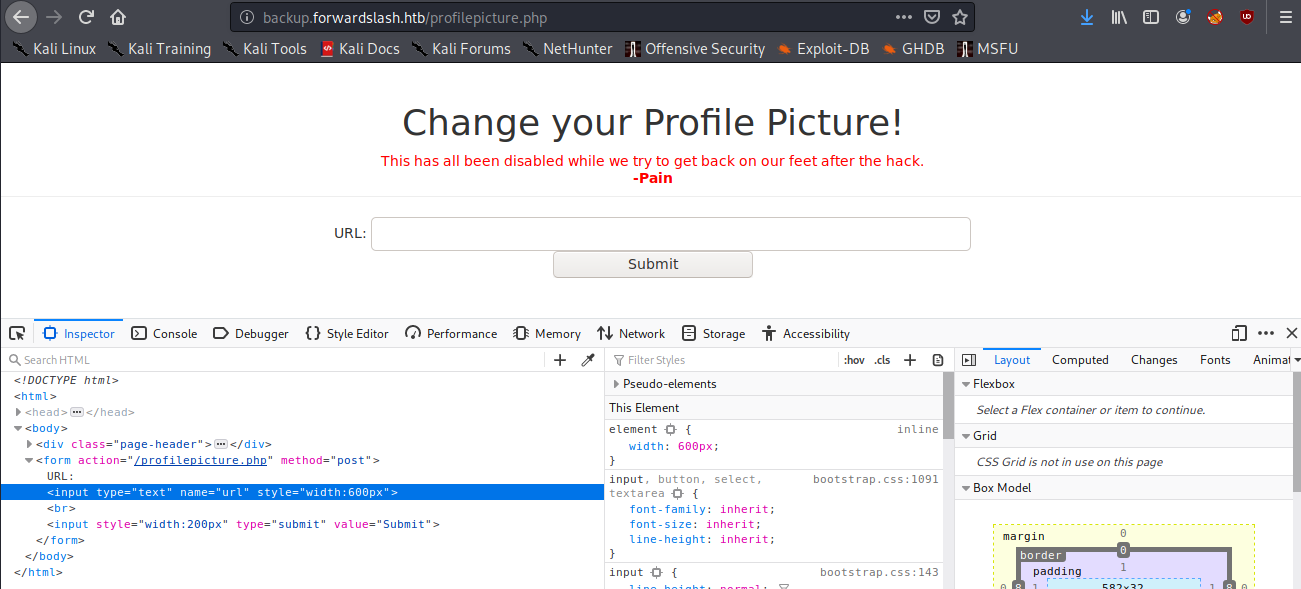 backup.forwardslash.htb/profilepicture.php
Kali Linux Kali Training Kali Tools Kali Docs Kali Forums NetHunter Offensive Security Exploit-DB GHDB MSFU
Change your Profile Picture!
This has all been disabled while we try to get back on our feet after the hack.
-Pain
URL:
Submit
Inspector Console Debugger {} Style Editor Performance Memory Network Storage Accessibility
Search HTML
<!DOCTYPE html>
<html>
<head>…</head>
<body>
<div class="page-header">…</div>
<form action="/profilepicture.php" method="post">
URL:
<input type="text" name="url" style="width:600px">
<br>
<input style="width:200px" type="submit" value="Submit">
</form>
</body>
</html>
Filter Styles :hov .cls
Pseudo-elements
This Element
element { inline
width: 600px;
}
input, button, select, bootstrap.css:1091
textarea {
font-family: inherit;
font-size: inherit;
line-height: inherit;
}
input { bootstrap.css:143
line-height: normal;
Layout Computed Changes Fonts Animat
Flexbox
Select a Flex container or item to continue.
Grid
CSS Grid is not in use on this page
Box Model
margin 0
border 0
padding 1
0 8 1 582x32 1 8 0